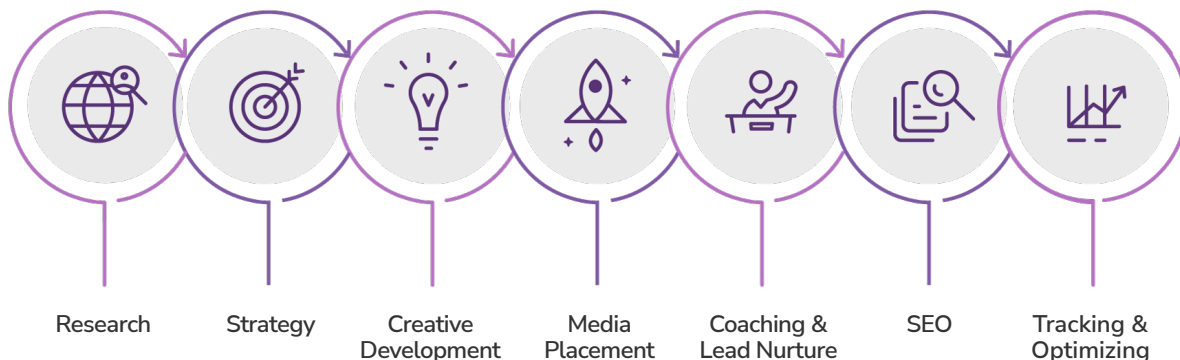 Research
Strategy
Creative
Development
Media
Placement
Coaching &
Lead Nurture
SEO
Tracking &
Optimizing